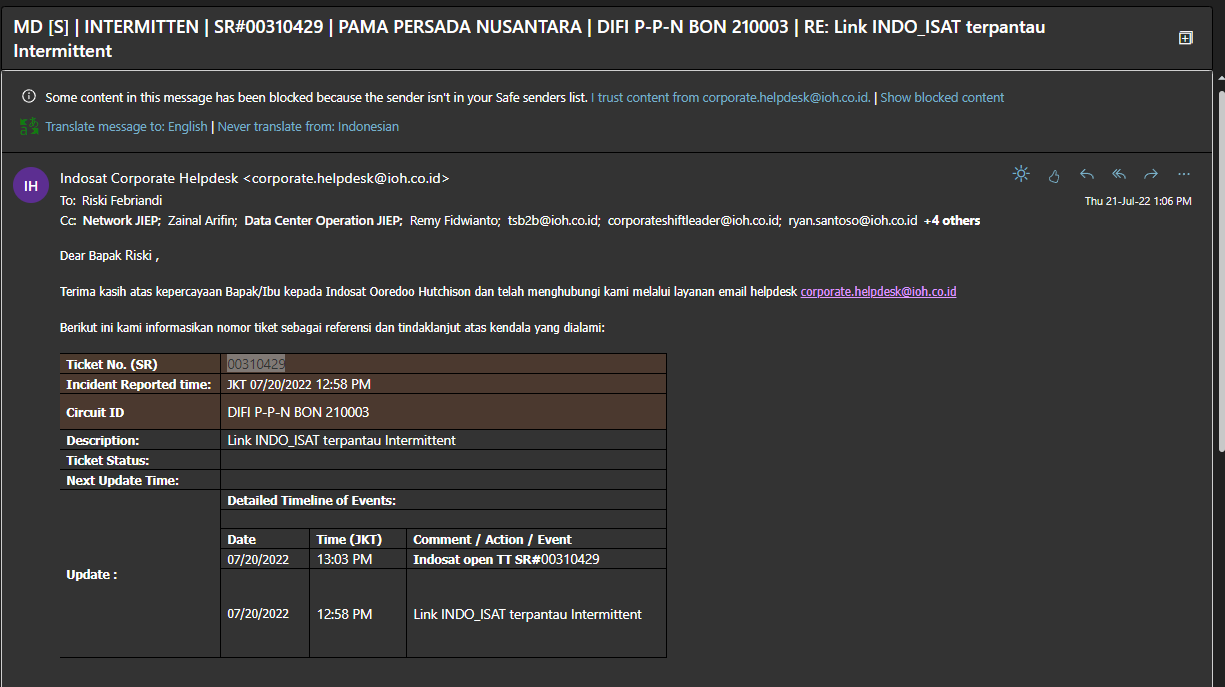 MD [S] | INTERMITTEN | SR#00310429 | PAMA PERSADA NUSANTARA | DIFI P-P-N BON 210003 | RE: Link INDO_ISAT terpantau
Intermittent
Some content in this message has been blocked because the sender isn't in your Safe senders list. I trust content from corporate.helpdesk@ioh.co.id. | Show blocked content
Translate message to: English | Never translate from: Indonesian
IH
Indosat Corporate Helpdesk <corporate.helpdesk@ioh.co.id>
To: Riski Febriandi
Thu 21-Jul-22 1:06 PM
Cc: Network JIEP; Zainal Arifin; Data Center Operation JIEP; Remy Fidwianto; tsb2b@ioh.co.id; corporateshiftleader@ioh.co.id; ryan.santoso@ioh.co.id +4 others
Dear Bapak Riski ,
Terima kasih atas kepercayaan Bapak/Ibu kepada Indosat Ooredoo Hutchison dan telah menghubungi kami melalui layanan email helpdesk corporate.helpdesk@ioh.co.id
Berikut ini kami informasikan nomor tiket sebagai referensi dan tindaklanjut atas kendala yang dialami:
Ticket No. (SR) 00310429
Incident Reported time: JKT 07/20/2022 12:58 PM
Circuit ID DIFI P-P-N BON 210003
Description: Link INDO_ISAT terpantau Intermittent
Ticket Status:
Next Update Time:
Update :
Detailed Timeline of Events:
Date Time (JKT) Comment / Action / Event
07/20/2022 13:03 PM Indosat open TT SR#00310429
07/20/2022 12:58 PM Link INDO_ISAT terpantau Intermittent